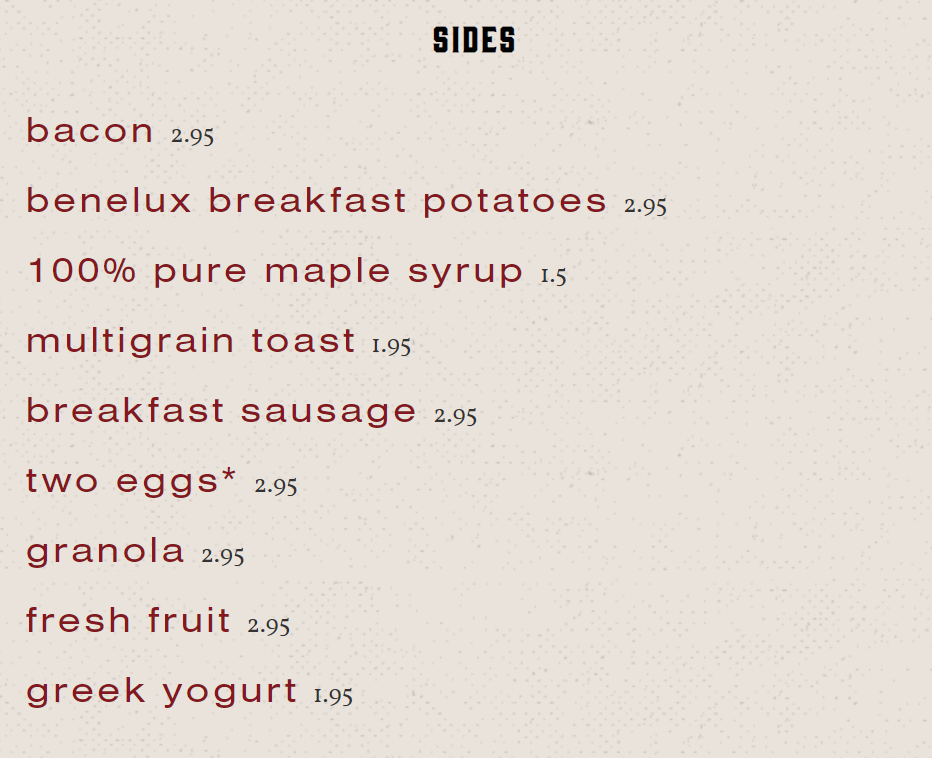 SIDES
bacon 2.95
benelux breakfast potatoes 2.95
100% pure maple syrup 1.5
multigrain toast 1.95
breakfast sausage 2.95
two eggs* 2.95
granola 2.95
fresh fruit 2.95
greek yogurt 1.95